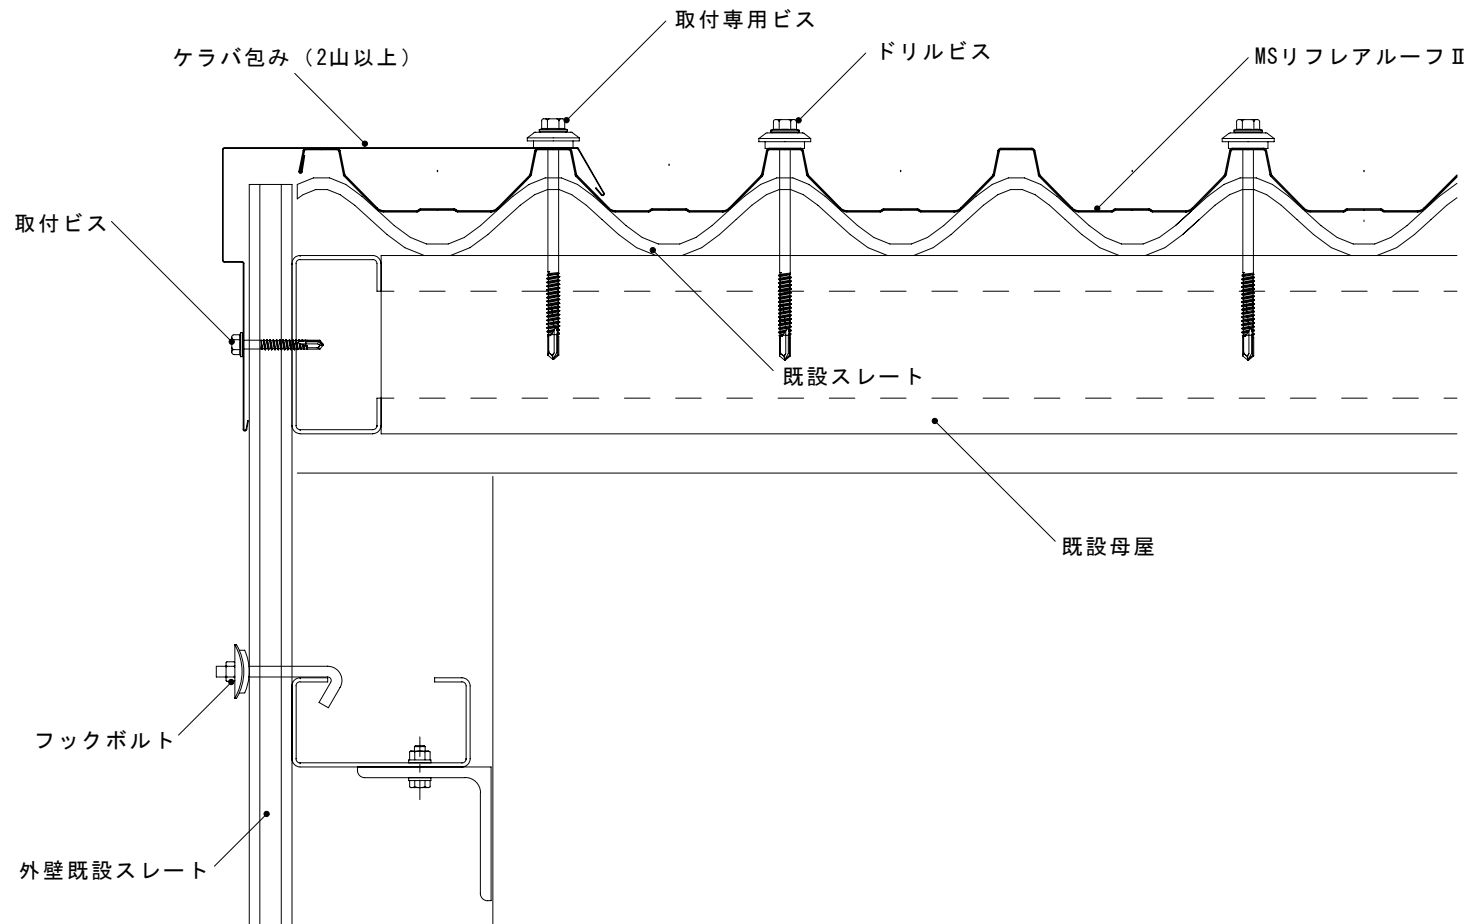 取付専用ビス
ケラバ包み（2山以上）
ドリルビス
MSリフレアルーフⅡ
取付ビス
既設スレート
既設母屋
フックボルト
外壁既設スレート